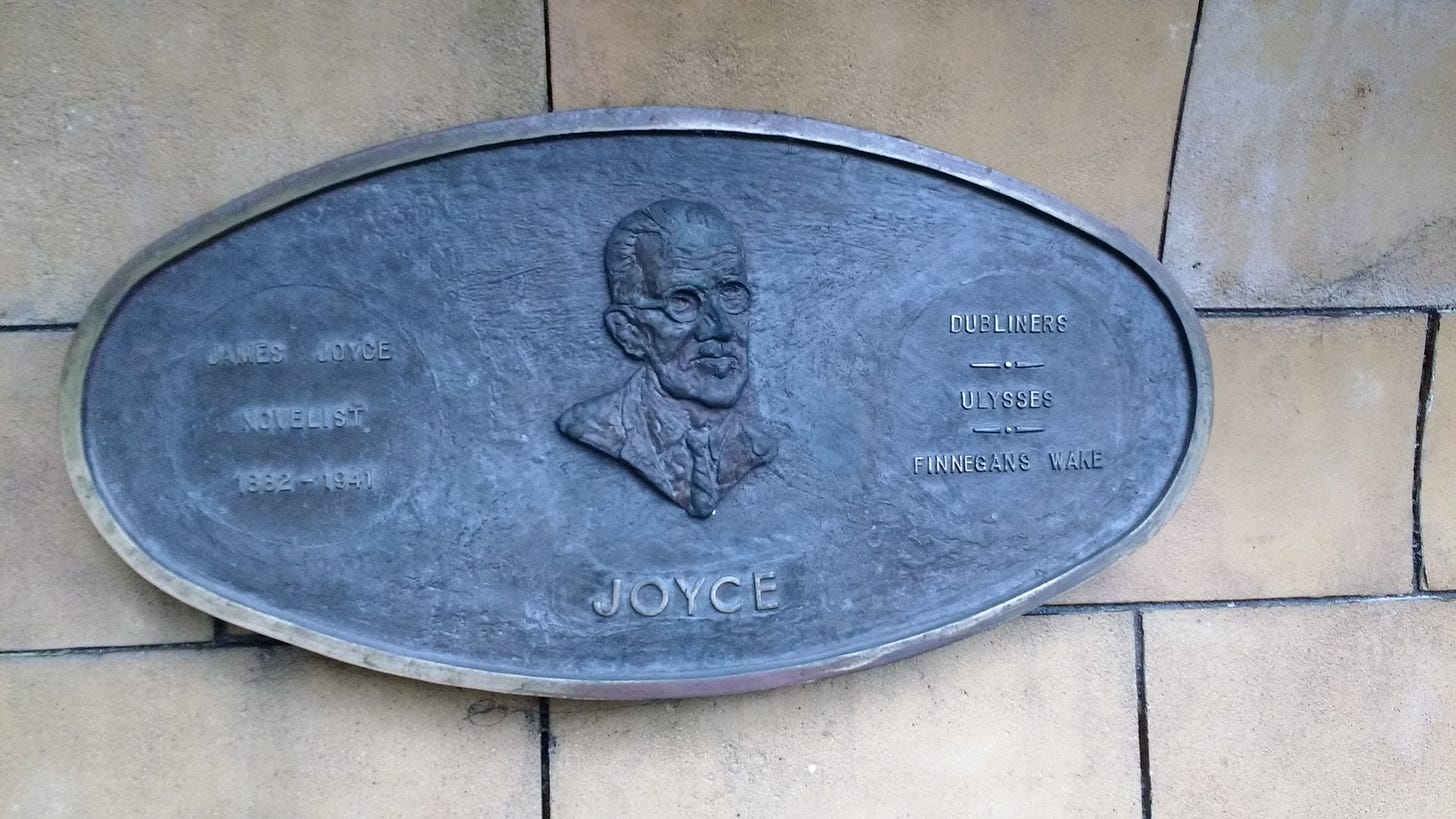 JAMES JOYCE
NOVELIST
1882-1941
JOYCE
DUBLINERS
ULYSSES
FINNEGANS WAKE